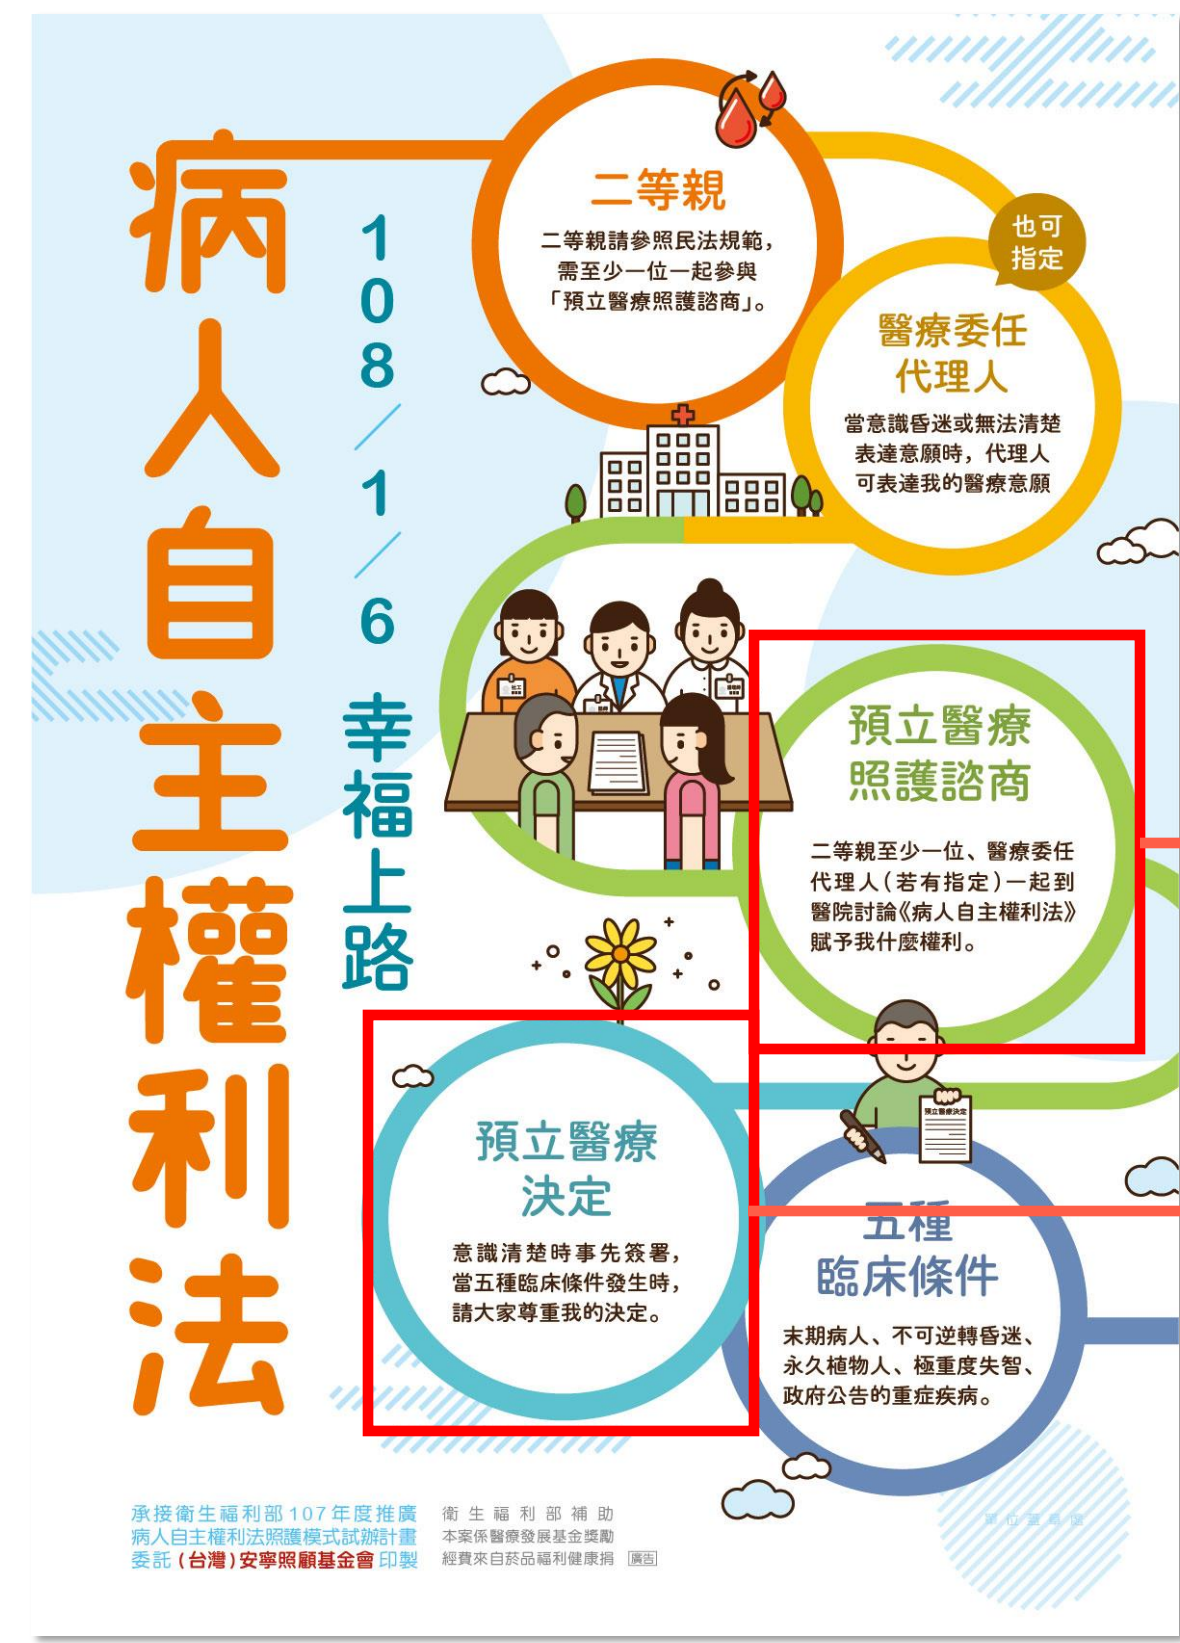 病人自主權利法
108/1/6 幸福上路
二等親
二等親請參照民法規範，
需至少一位一起參與
「預立醫療照護諮商」。
也可
指定
醫療委任
代理人
當意識昏迷或無法清楚
表達意願時，代理人
可表達我的醫療意願
預立醫療
照護諮商
二等親至少一位、醫療委任
代理人(若有指定)一起到
醫院討論《病人自主權利法》
賦予我什麼權利。
預立醫療決定
預立醫療
決定
意識清楚時事先簽署，
當五種臨床條件發生時，
請大家尊重我的決定。
五種
臨床條件
末期病人、不可逆轉昏迷、
永久植物人、極重度失智、
政府公告的重症疾病。
承接衛生福利部107年度推廣
病人自主權利法照護模式試辦計畫
委託(台灣)安寧照顧基金會印製
衛生福利部補助
本案係醫療發展基金獎勵
經費來自菸品福利健康捐 廣告